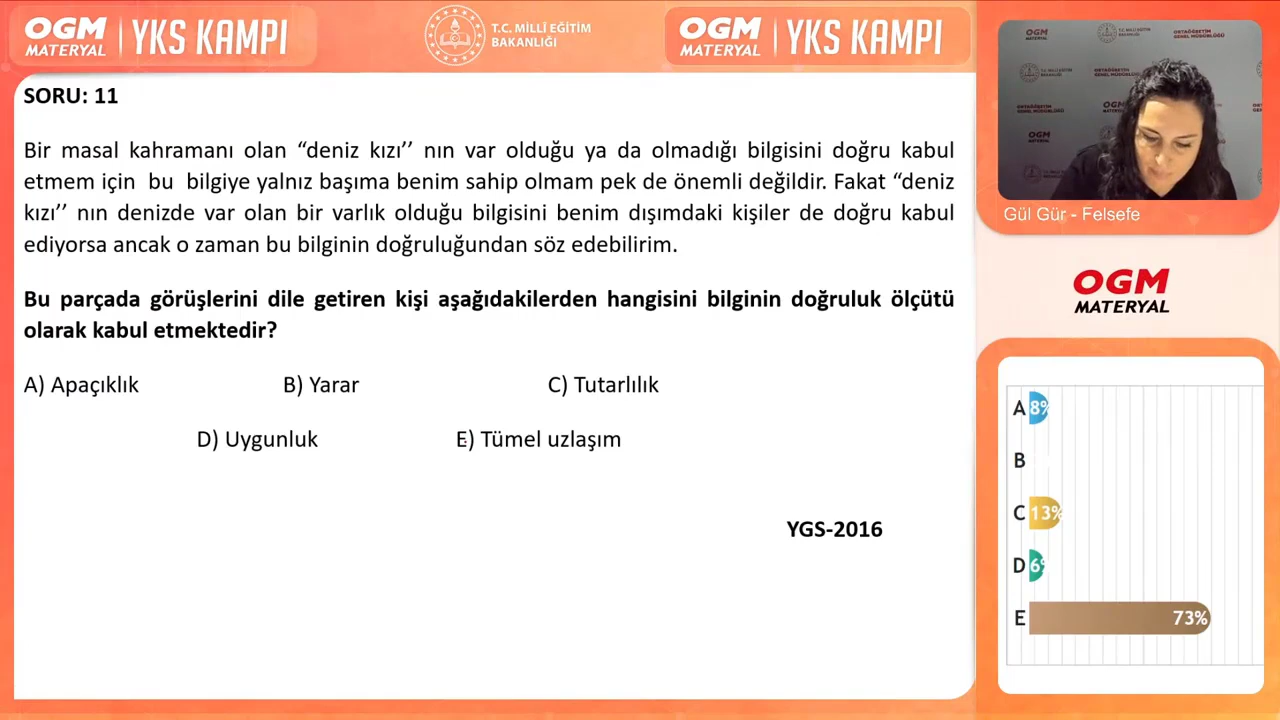 OGM MATERYAL | YKS KAMPI
T.C. MİLLÎ EĞİTİM
BAKANLIĞI
OGM MATERYAL | YKS KAMPI
SORU: 11
Bir masal kahramanı olan “deniz kızı’’ nın var olduğu ya da olmadığı bilgisini doğru kabul
etmem için bu bilgiye yalnız başıma benim sahip olmam pek de önemli değildir. Fakat “deniz
kızı’’ nın denizde var olan bir varlık olduğu bilgisini benim dışımdaki kişiler de doğru kabul
ediyorsa ancak o zaman bu bilginin doğruluğundan söz edebilirim.
Bu parçada görüşlerini dile getiren kişi aşağıdakilerden hangisini bilginin doğruluk ölçütü
olarak kabul etmektedir?
A) Apaçıklık B) Yarar C) Tutarlılık
D) Uygunluk E) Tümel uzlaşım
YGS-2016
Gül Gür - Felsefe
OGM
MATERYAL
A 8%
B
C 13%
D 6%
E 73%